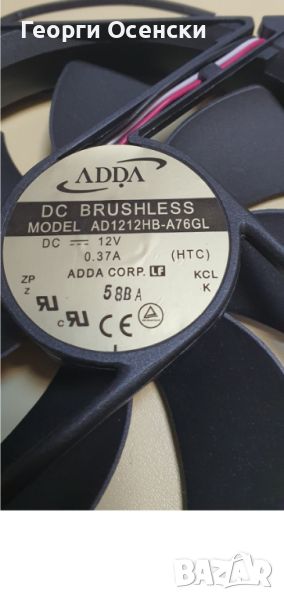 Георги Осенски
ADDA
DC BRUSHLESS
MODEL AD1212HB-A76GL
DC 12V
0.37A (HTC)
ADDA CORP. LF
ZP KCL
Z K
58BA
c
CE
BAZAR